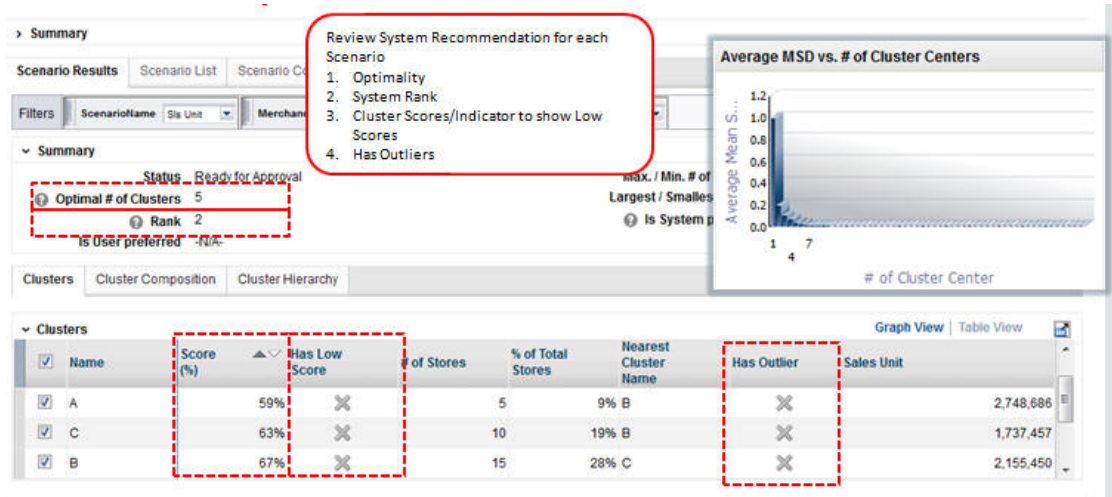 Summary
Scenario Results Scenario List
Filters ScenarioName Sls Unit
Summary
Status Ready for Approval
Optimal # of Clusters 5
Rank 2
Is User preferred -N/A-
Review System Recommendation for each
Scenario
1. Optimality
2. System Rank
3. Cluster Scores/Indicator to show Low
Scores
4. Has Outliers
Max. / Min. # of
Is System
Average MSD vs. # of Cluster Centers
Average Mean S...
1.2
1.0
0.8
0.6
0.4
0.2
0.0
1 4 7
# of Cluster Center
Clusters Cluster Composition Cluster Hierarchy
Clusters
Graph View Table View
Name Score (%) Has Low Score # of Stores % of Total Stores Nearest Cluster Name Has Outlier Sales Unit
A 59% 5 9% B 2,748,686
C 63% 10 19% B 1,737,457
B 67% 15 28% C 2,155,450